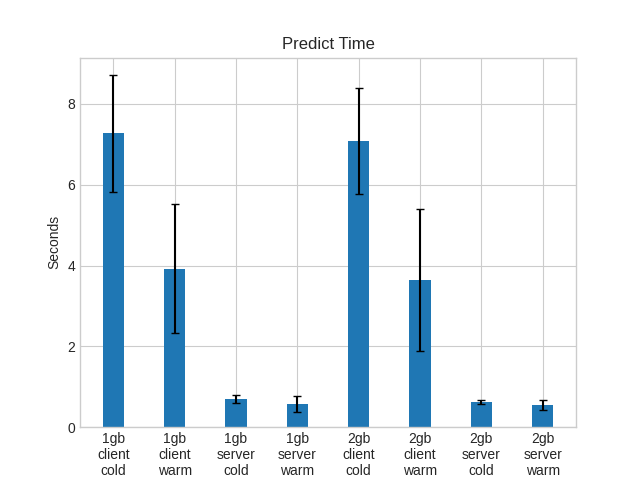 Predict Time
Seconds
8
6
4
2
0
1gb client cold
1gb client warm
1gb server cold
1gb server warm
2gb client cold
2gb client warm
2gb server cold
2gb server warm